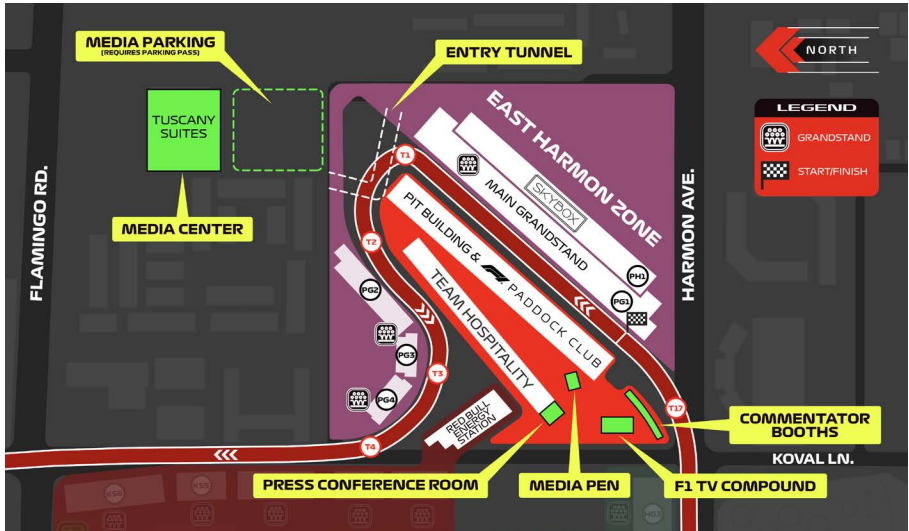 MEDIA PARKING
(REQUIRES PARKING PASS)
ENTRY TUNNEL
NORTH
LEGEND
GRANDSTAND
START/FINISH
TUSCANY
SUITES
MEDIA CENTER
FLAMINGO RD.
EAST HARMON ZONE
HARMON AVE.
T1
SKYBOX
MAIN GRANDSTAND
PIT BUILDING & F1 PADDOCK CLUB
TEAM HOSPITALITY
T2
PG2
PH1
PG1
PG3
T3
PG4
T17
RED BULL
ENERGY
STATION
T4
COMMENTATOR
BOOTHS
KOVAL LN.
PRESS CONFERENCE ROOM
MEDIA PEN
F1 TV COMPOUND